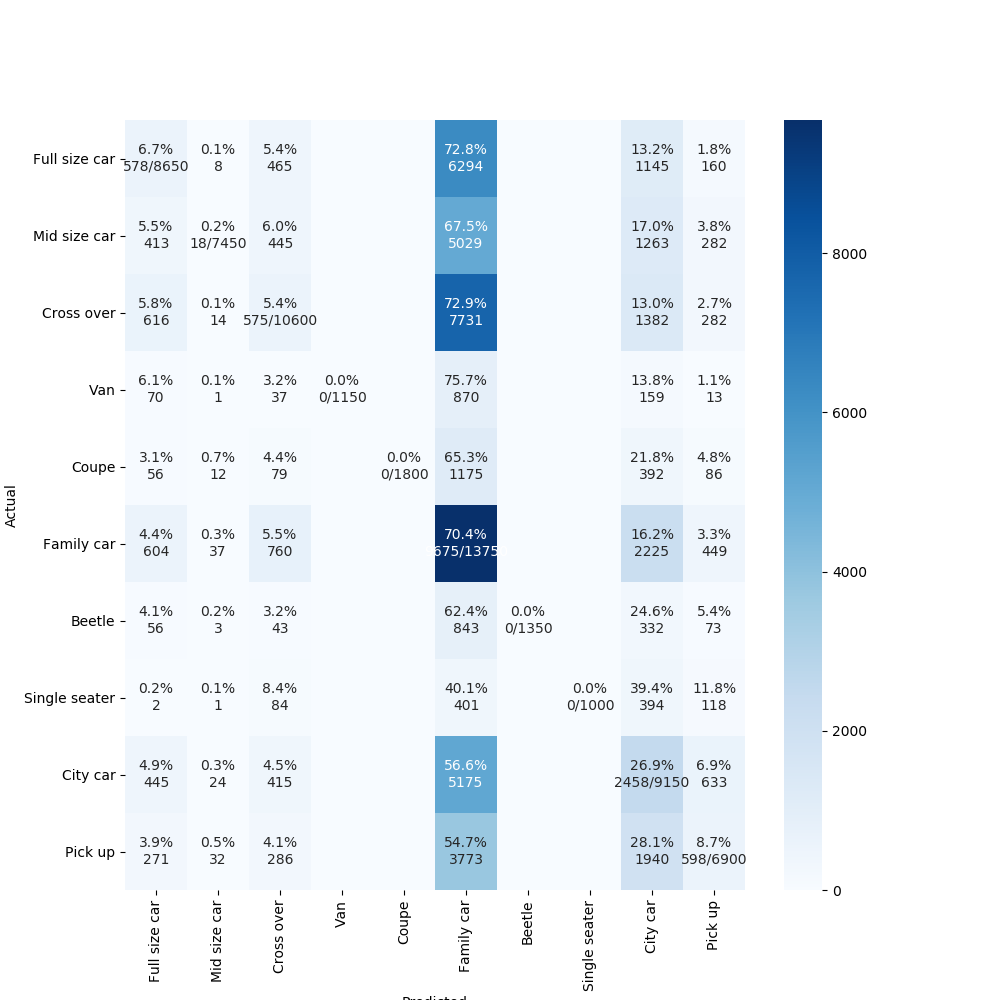 6.7% 0.1% 5.4% 72.8% 13.2% 1.8%
Full size car
578/8650 8 465 6294 1145 160
5.5% 0.2% 6.0% 67.5% 17.0% 3.8%
Mid size car
413 18/7450 445 5029 1263 282
8000
5.8% 0.1% 5.4% 72.9% 13.0% 2.7%
Cross over
616 14 575/10600 7731 1382 282
6.1% 0.1% 3.2% 0.0% 75.7% 13.8% 1.1%
Van
70 1 37 0/1150 870 159 13
6000
3.1% 0.7% 4.4% 0.0% 65.3% 21.8% 4.8%
Coupe
56 12 79 0/1800 1175 392 86
Actual
4.4% 0.3% 5.5% 70.4% 16.2% 3.3%
Family car
604 37 760 675/1375 2225 449
4000
4.1% 0.2% 3.2% 62.4% 0.0% 24.6% 5.4%
Beetle
56 3 43 843 0/1350 332 73
0.2% 0.1% 8.4% 40.1% 0.0% 39.4% 11.8%
Single seater
2 1 84 401 0/1000 394 118
2000
4.9% 0.3% 4.5% 56.6% 26.9% 6.9%
City car
445 24 415 5175 2458/9150 633
3.9% 0.5% 4.1% 54.7% 28.1% 8.7%
Pick up
271 32 286 3773 1940 598/6900
0
Full size car
Mid size car
Cross over
Van
Coupe
Family car
Beetle
Single seater
City car
Pick up
Predicted